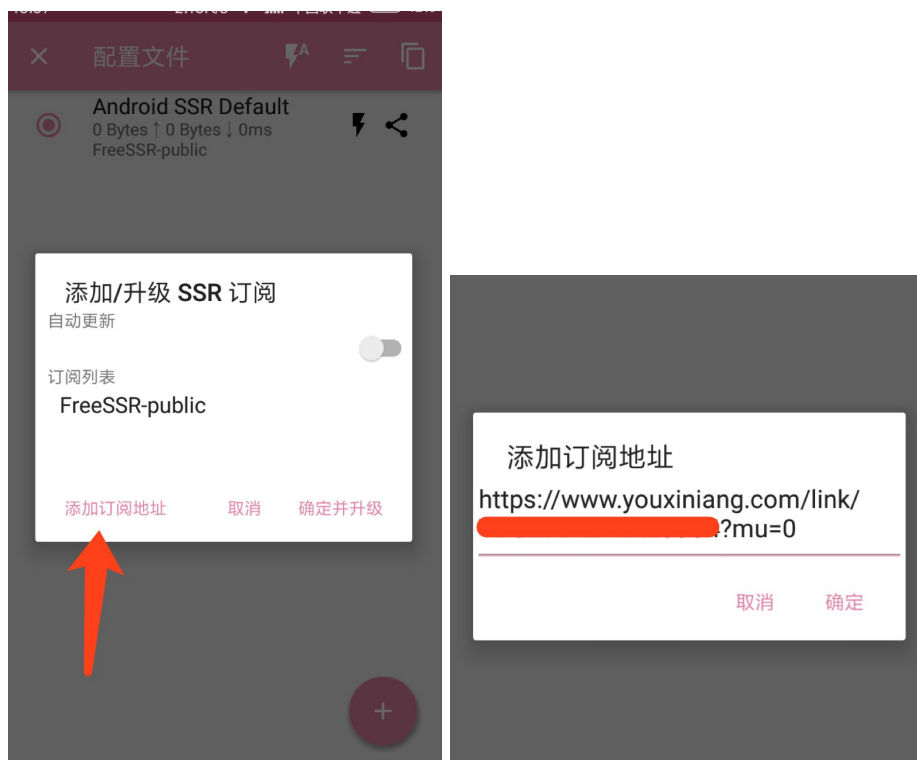 配置文件
Android SSR Default
0 Bytes↑ 0 Bytes↓ 0ms
FreeSSR-public
添加/升级 SSR 订阅
自动更新
订阅列表
FreeSSR-public
添加订阅地址 取消 确定并升级
添加订阅地址
https://www.youxiniang.com/link/
?mu=0
取消 确定